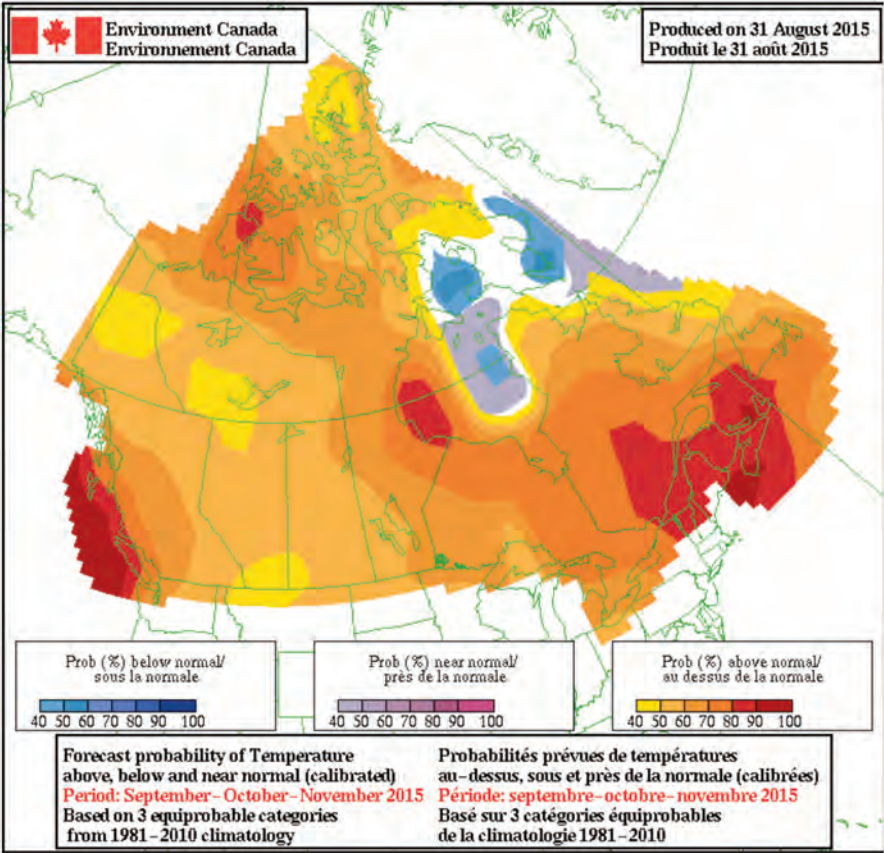 Environment Canada
Environnement Canada
Produced on 31 August 2015
Produit le 31 août 2015
Prob (%) below normal/
sous la normale
40 50 60 70 80 90 100
Prob (%) near normal/
près de la normale
40 50 60 70 80 90 100
Prob (%) above normal/
au dessus de la normale
40 50 60 70 80 90 100
Forecast probability of Temperature
above, below and near normal (calibrated)
Period: September-October-November 2015
Based on 3 equiprobable categories
from 1981-2010 climatology
Probabilités prévues de températures
au-dessus, sous et près de la normale (calibrées)
Période: septembre-octobre-novembre 2015
Basé sur 3 catégories équiprobables
de la climatologie 1981-2010